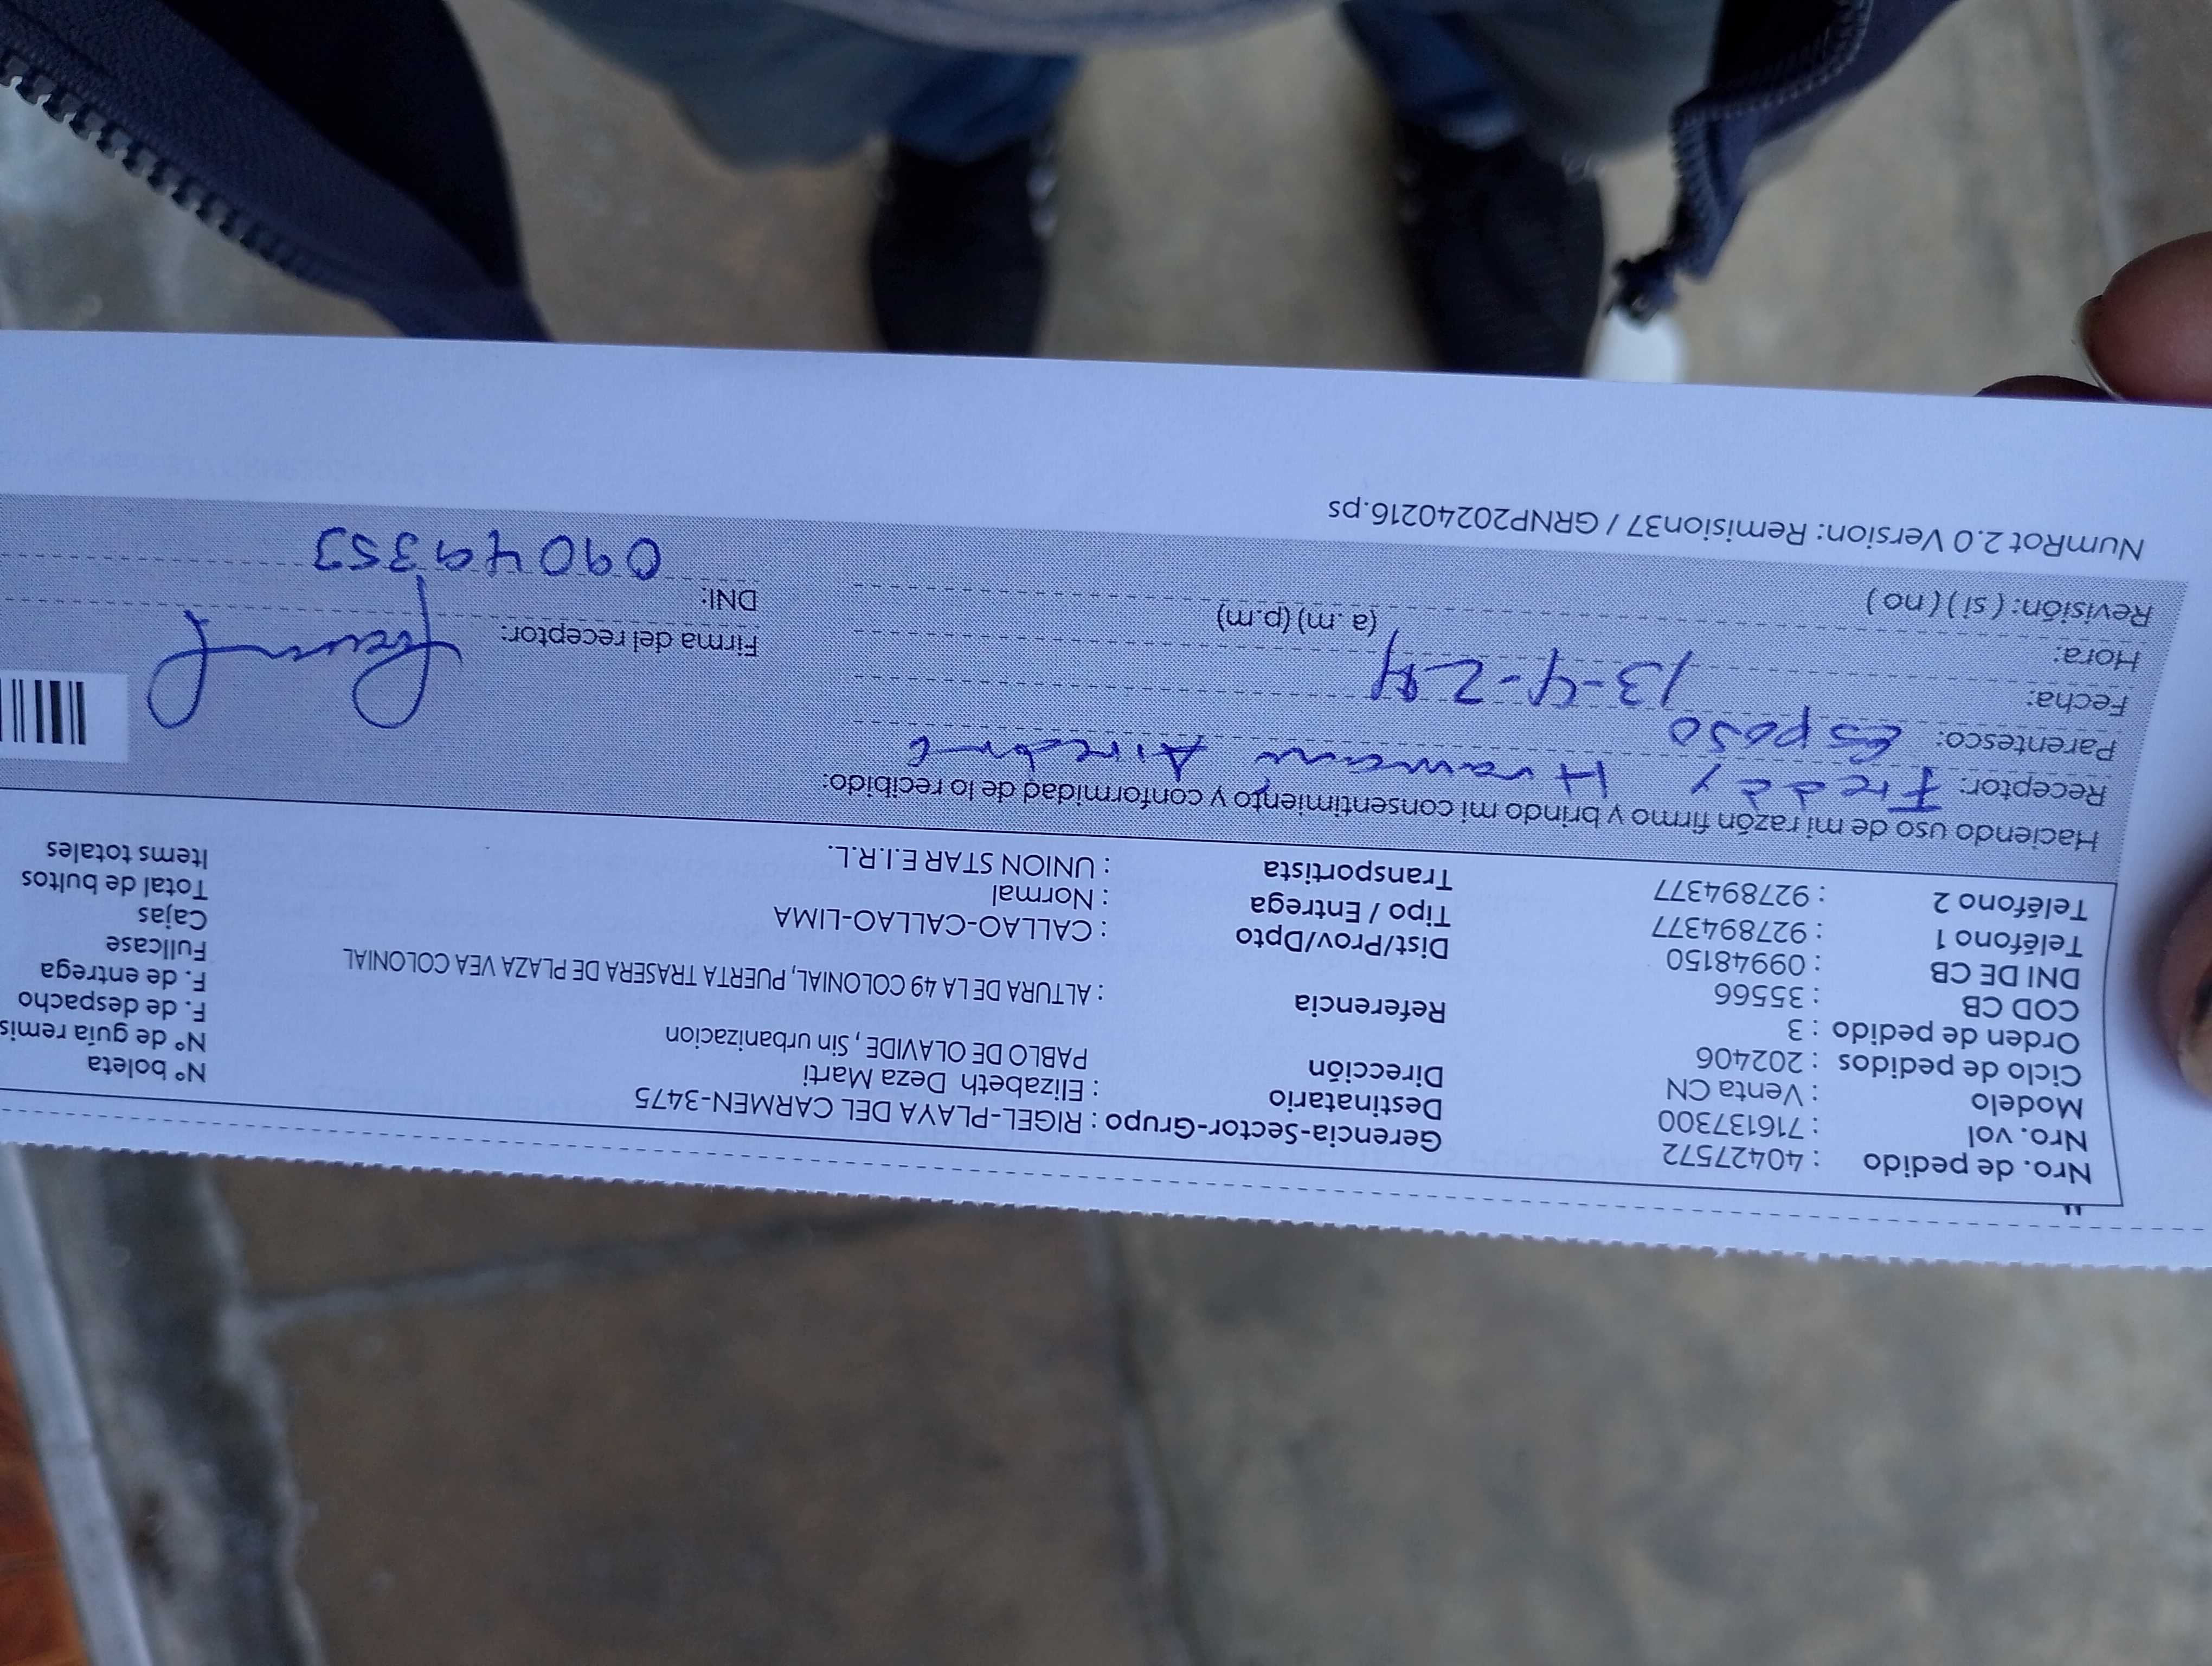 Nro. de pedido : 40427572 Gerencia-Sector-Grupo : RIGEL-PLAYA DEL CARMEN-3475 N° boleta
Nro. vol : 716137300 Destinatario : Elizabeth Deza Marti N° de guía remis
Modelo : Venta CN Dirección PABLO DE OLAVIDE , Sin urbanizacion F. de despacho
Ciclo de pedidos : 202406 F. de entrega
Orden de pedido : 3 Referencia : ALTURA DE LA 49 COLONIAL, PUERTA TRASERA DE PLAZA VEA COLONIAL Fullcase
COD CB : 35566 Cajas
DNI DE CB : 09948150 Dist/Prov/Dpto : CALLAO-CALLAO-LIMA Total de bultos
Teléfono 1 : 927894377 Tipo / Entrega : Normal Items totales
Teléfono 2 : 927894377 Transportista : UNION STAR E.I.R.L.
Haciendo uso de mi razón firmo y brindo mi consentimiento y conformidad de lo recibido:
Receptor: Freddy Huamani
Parentesco: Esposo
Fecha: 13-4-24 Firma del receptor:
Hora: (a.m) (p.m) DNI: 09049353
Revisión: ( si ) ( no )
NumRot 2.0 Version: Remision37 / GRNP20240216.ps